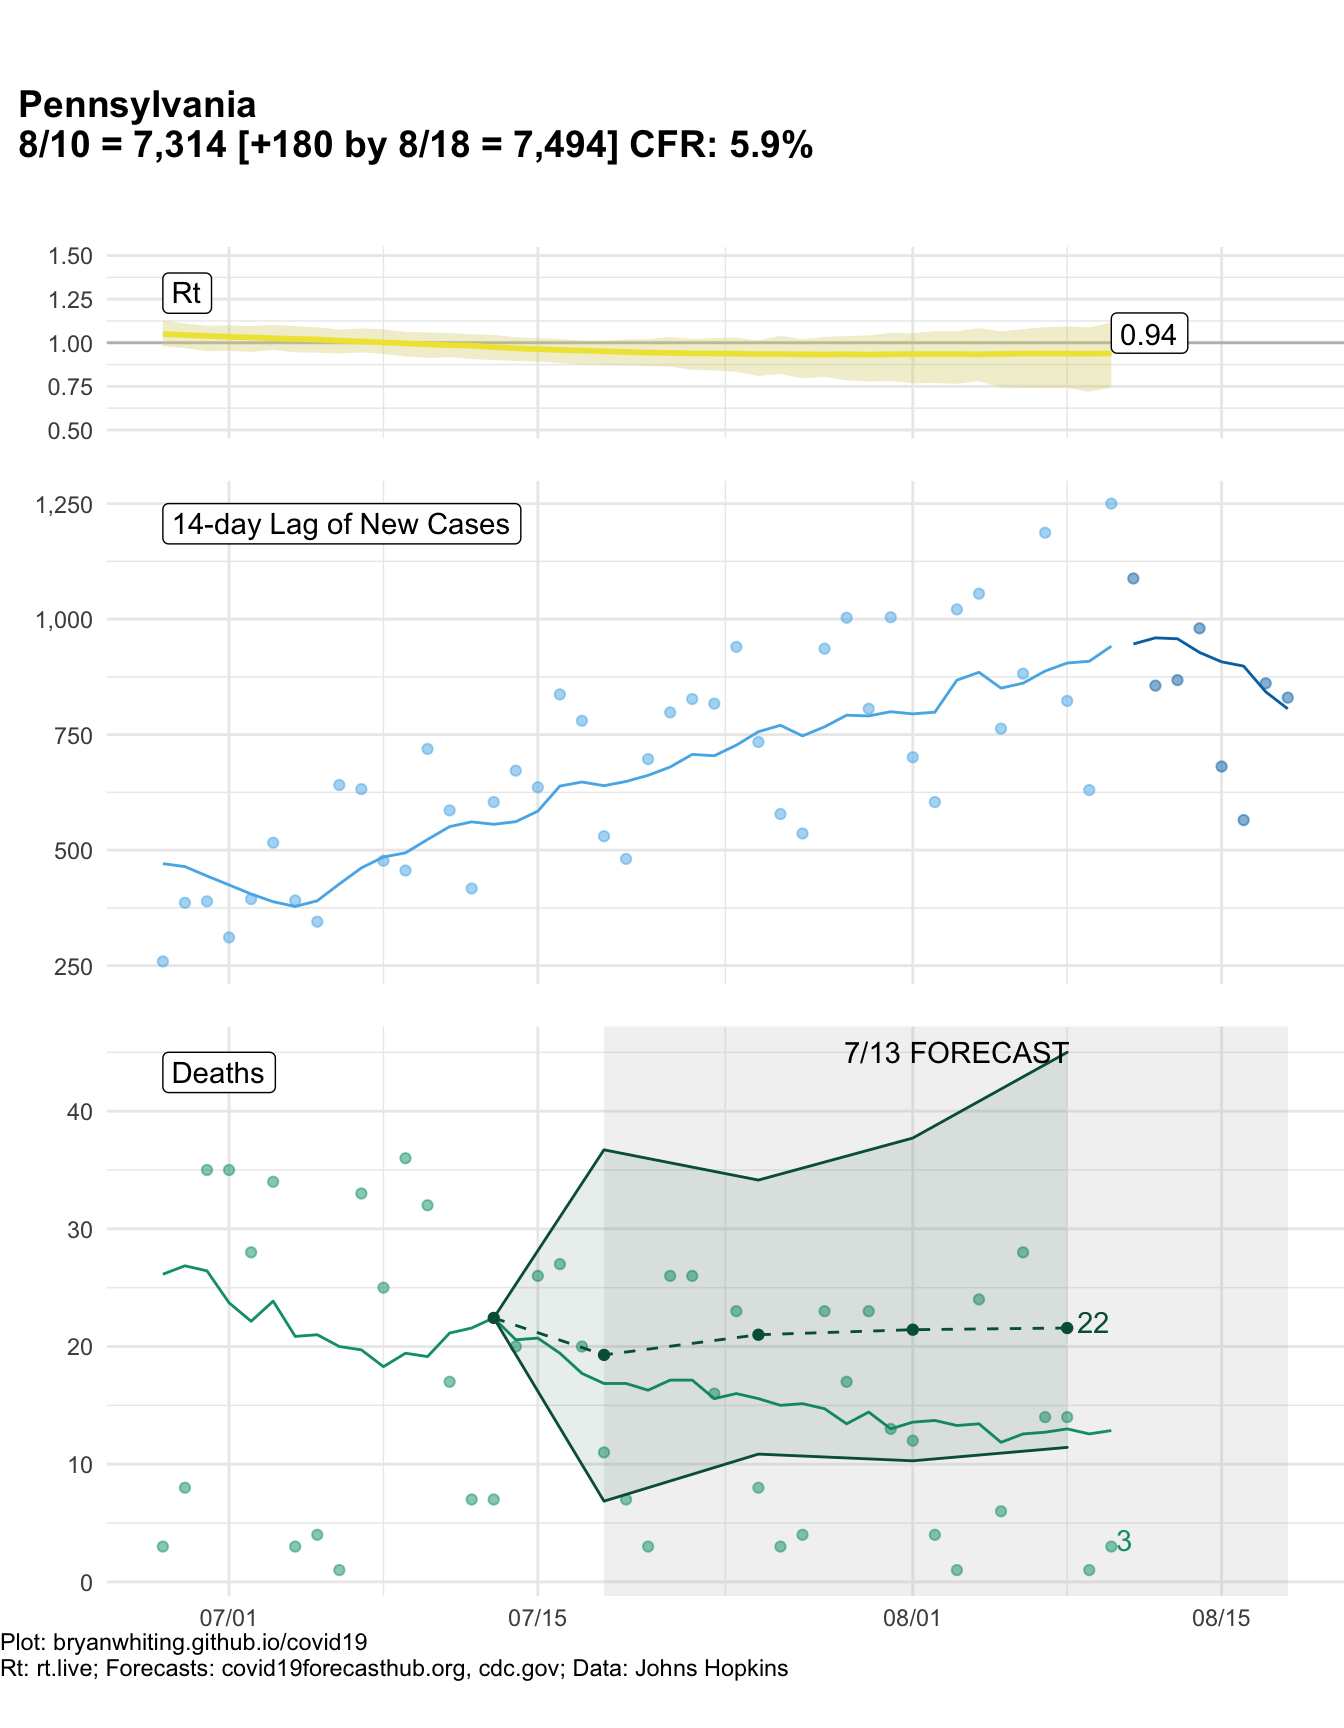 Pennsylvania
8/10 = 7,314 [+180 by 8/18 = 7,494] CFR: 5.9%
1.50
Rt
1.25
0.94
1.00
0.75
0.50
1,250
14-day Lag of New Cases
1,000
750
500
250
7/13 FORECAST
Deaths
40
30
22
20
10
3
0
07/01 07/15 08/01 08/15
Plot: bryanwhiting.github.io/covid19
Rt: rt.live; Forecasts: covid19forecasthub.org, cdc.gov; Data: Johns Hopkins